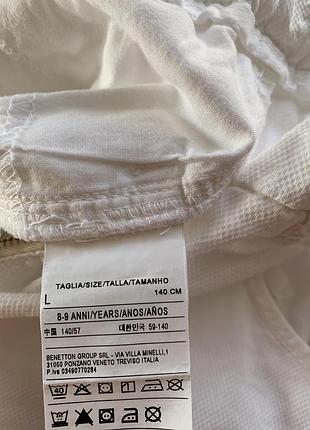 TAGLIA/SIZE/TALLA/TAMANHO
L 140 CM
8-9 ANNI/YEARS/ANOS/AÑOS
中国 140/57 대한민국 59-140
BENETTON GROUP SRL - VIA VILLA MINELLI,1
31050 PONZANO VENETO TREVISO ITALIA
P.Iva 03490770264
40